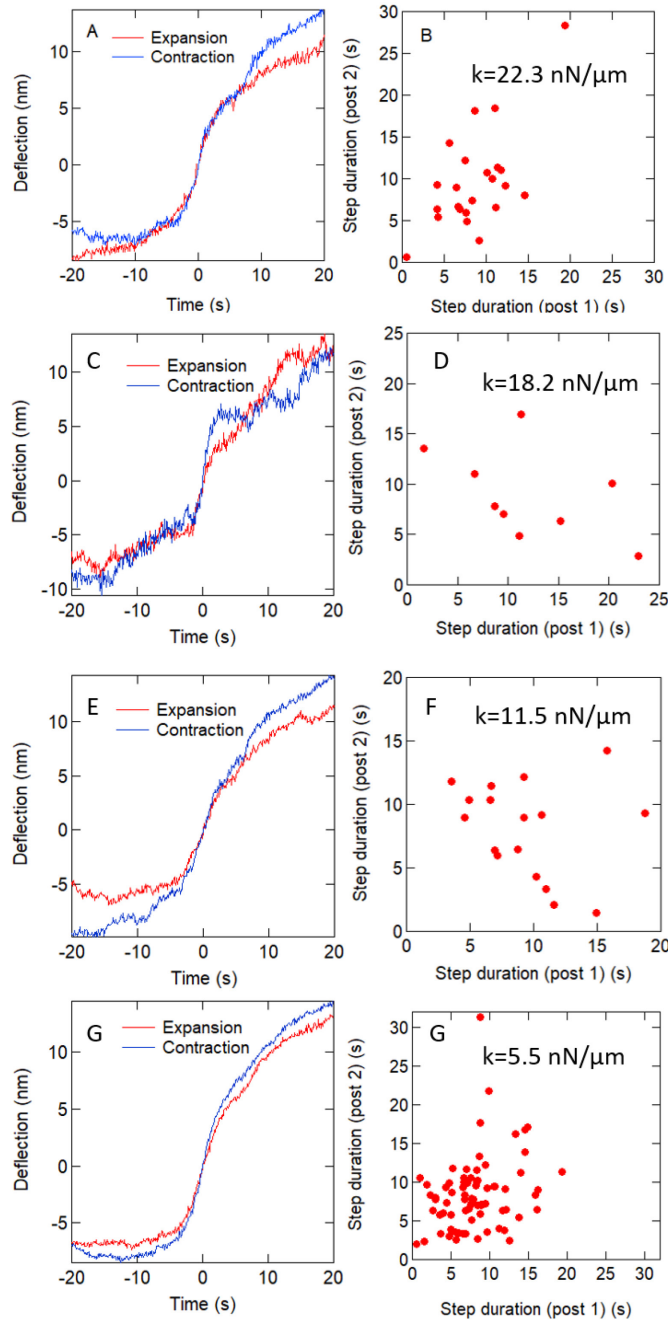 A
Expansion
Contraction
10
5
0
-5
-20 -10 0 10 20
Deflection (nm)
Time (s)
B
k=22.3 nN/μm
30
25
20
15
10
5
0
0 5 10 15 20 25 30
Step duration (post 2) (s)
Step duration (post 1) (s)
C
Expansion
Contraction
10
5
0
-5
-10
-20 -10 0 10 20
Deflection (nm)
Time (s)
D
k=18.2 nN/μm
25
20
15
10
5
0
0 5 10 15 20 25
Step duration (post 2) (s)
Step duration (post 1) (s)
E
Expansion
Contraction
10
5
0
-5
-20 -10 0 10 20
Deflection (nm)
Time (s)
F
k=11.5 nN/μm
20
15
10
5
0
0 5 10 15 20
Step duration (post 2) (s)
Step duration (post 1) (s)
G
Expansion
Contraction
10
5
0
-5
-20 -10 0 10 20
Deflection (nm)
Time (s)
G
k=5.5 nN/μm
30
25
20
15
10
5
0
0 5 10 15 20 25 30
Step duration (post 2) (s)
Step duration (post 1) (s)